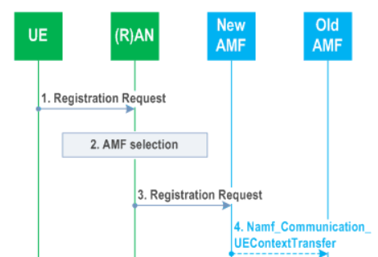 UE
(R)AN
New
AMF
Old
AMF
1. Registration Request
2. AMF selection
3. Registration Request
4. Namf_Communication_
UEContextTransfer